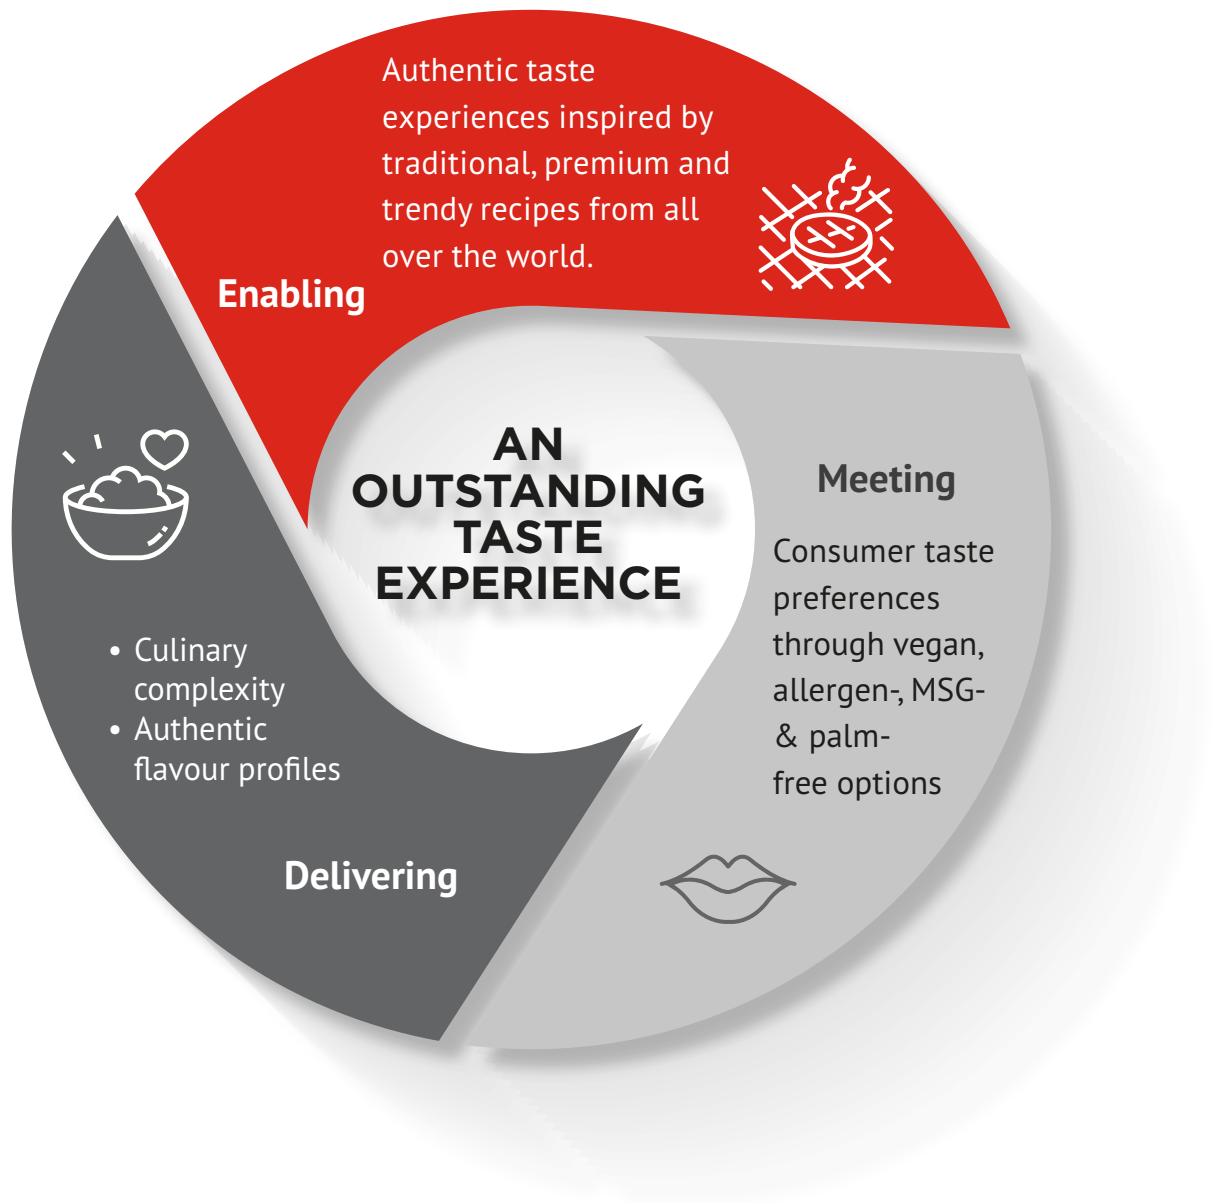 Authentic taste
experiences inspired by
traditional, premium and
trendy recipes from all
over the world.
Enabling
AN
OUTSTANDING
TASTE
EXPERIENCE
Meeting
Consumer taste
preferences
through vegan,
allergen-, MSG-
& palm-
free options
• Culinary
complexity
• Authentic
flavour profiles
Delivering